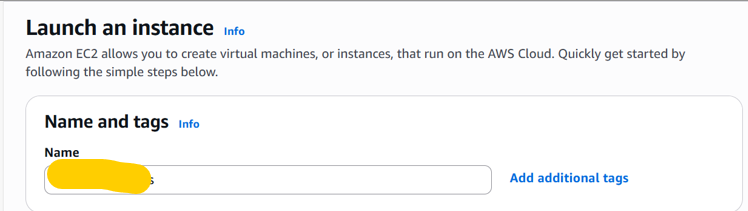 Launch an instance Info
Amazon EC2 allows you to create virtual machines, or instances, that run on the AWS Cloud. Quickly get started by
following the simple steps below.
Name and tags Info
Name
Add additional tags